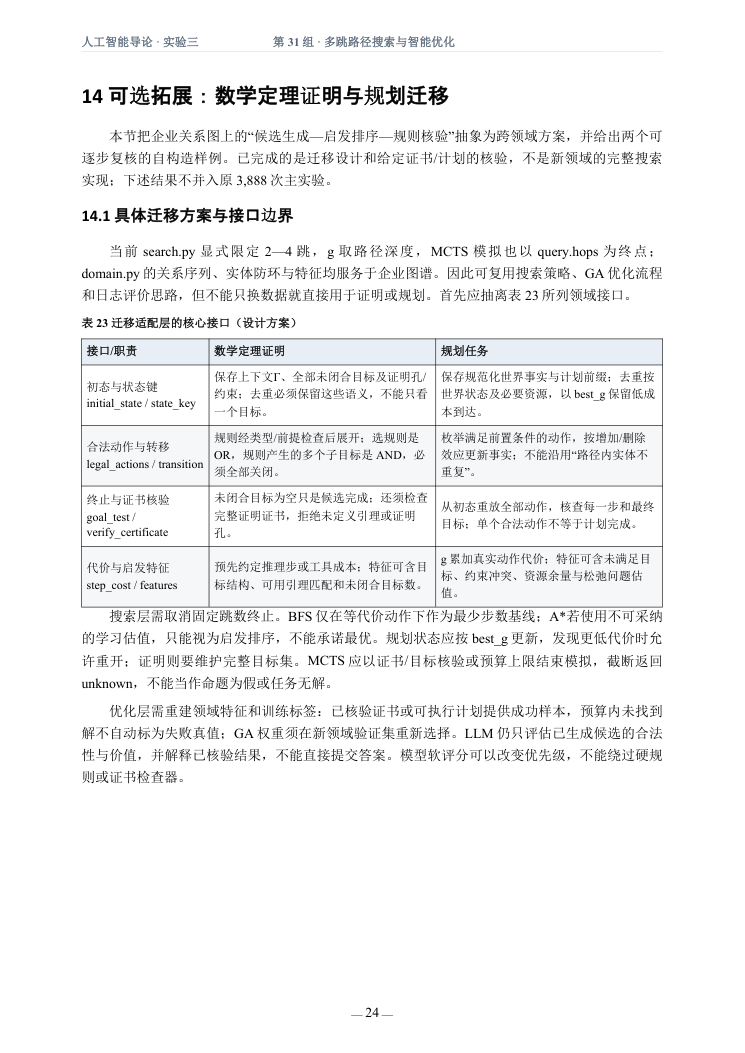 人工智能导论 · 实验三 第 31 组 · 多跳路径搜索与智能优化
14 可选拓展：数学定理证明与规划迁移
本节把企业关系图上的“候选生成—启发排序—规则核验”抽象为跨领域方案，并给出两个可
逐步复核的自构造样例。已完成的是迁移设计和给定证书/计划的核验，不是新领域的完整搜索
实现；下述结果不并入原 3,888 次主实验。
14.1 具体迁移方案与接口边界
当前 search.py 显式限定 2—4 跳，g 取路径深度，MCTS 模拟也以 query.hops 为终点；
domain.py 的关系序列、实体防环与特征均服务于企业图谱。因此可复用搜索策略、GA 优化流程
和日志评价思路，但不能只换数据就直接用于证明或规划。首先应抽离表 23 所列领域接口。
表 23 迁移适配层的核心接口（设计方案）
接口/职责 数学定理证明 规划任务
初态与状态键
initial_state / state_key
保存上下文Γ、全部未闭合目标及证明孔/
约束；去重必须保留这些语义，不能只看
一个目标。
保存规范化世界事实与计划前缀；去重按
世界状态及必要资源，以 best_g 保留低成
本到达。
合法动作与转移
legal_actions / transition
规则经类型/前提检查后展开；选规则是
OR，规则产生的多个子目标是 AND，必
须全部关闭。
枚举满足前置条件的动作，按增加/删除
效应更新事实；不能沿用“路径内实体不
重复”。
终止与证书核验
goal_test /
verify_certificate
未闭合目标为空只是候选完成；还须检查
完整证明证书，拒绝未定义引理或证明
孔。
从初态重放全部动作，核查每一步和最终
目标；单个合法动作不等于计划完成。
代价与启发特征
step_cost / features
预先约定推理步或工具成本；特征可含目
标结构、可用引理匹配和未闭合目标数。
g 累加真实动作代价；特征可含未满足目
标、约束冲突、资源余量与松弛问题估
值。
搜索层需取消固定跳数终止。BFS 仅在等代价动作下作为最少步数基线；A*若使用不可采纳
的学习估值，只能视为启发排序，不能承诺最优。规划状态应按 best_g 更新，发现更低代价时允
许重开；证明则要维护完整目标集。MCTS 应以证书/目标核验或预算上限结束模拟，截断返回
unknown，不能当作命题为假或任务无解。
优化层需重建领域特征和训练标签：已核验证书或可执行计划提供成功样本，预算内未找到
解不自动标为失败真值；GA 权重须在新领域验证集重新选择。LLM 仍只评估已生成候选的合法
性与价值，并解释已核验结果，不能直接提交答案。模型软评分可以改变优先级，不能绕过硬规
则或证书检查器。
— 24 —